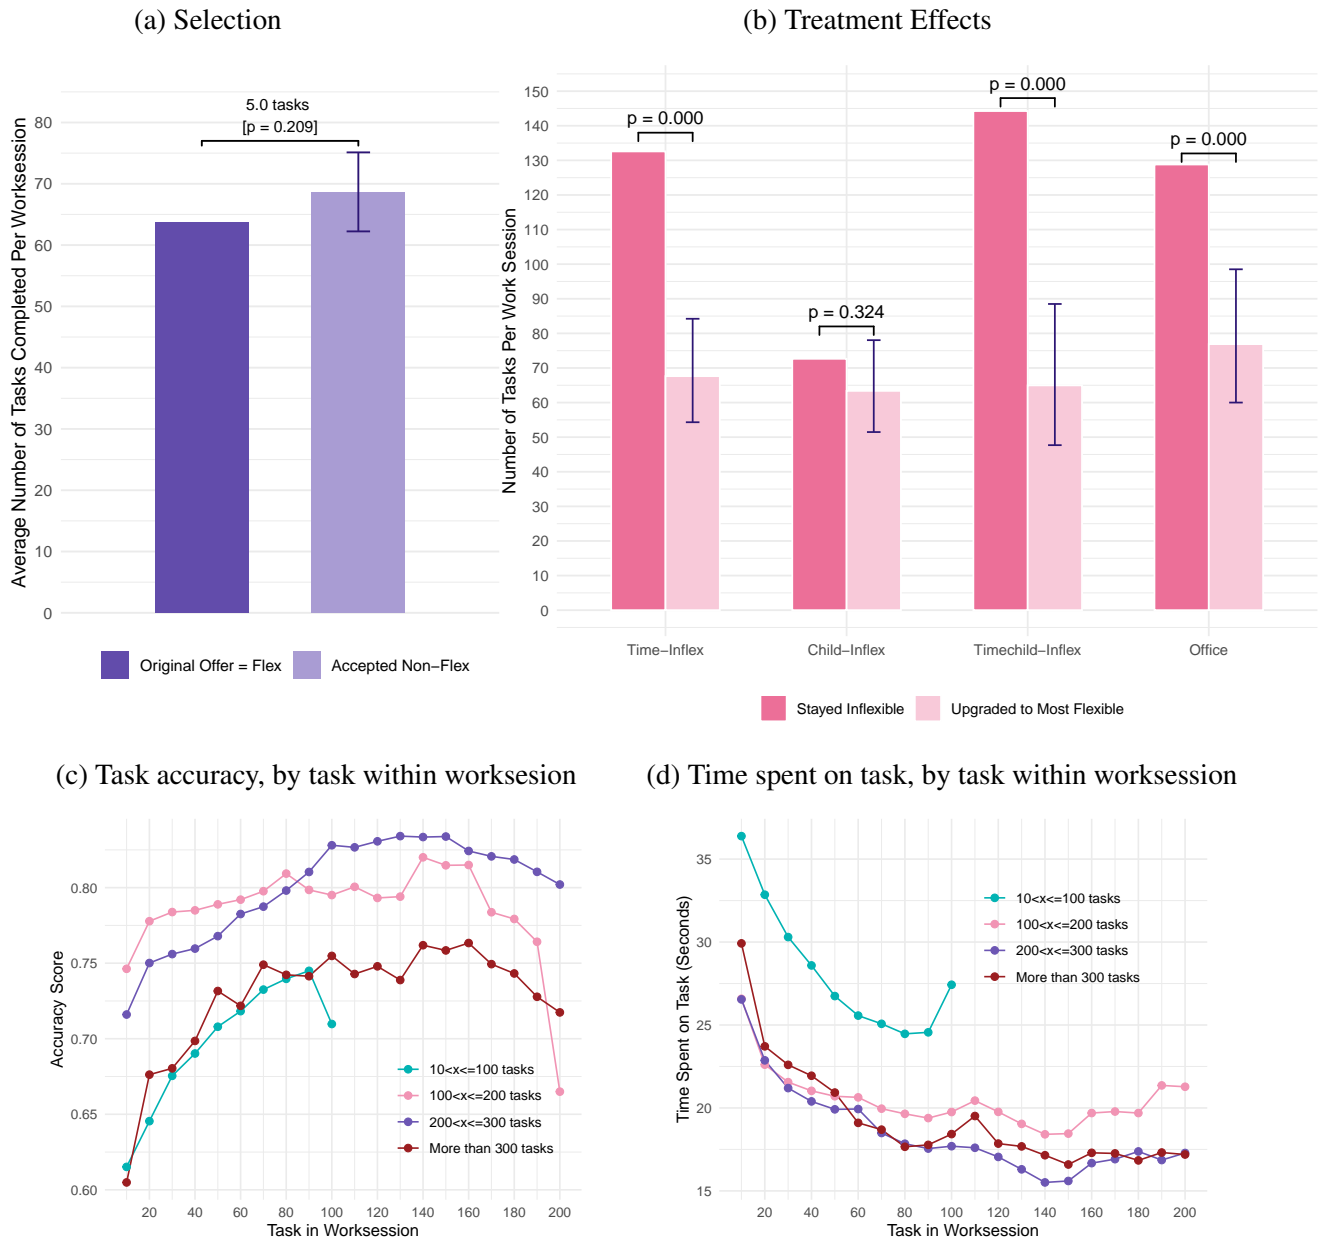 (a) Selection
(b) Treatment Effects
Average Number of Tasks Completed Per Worksession
80
70
60
50
40
30
20
10
0
5.0 tasks
[p = 0.209]
Original Offer = Flex
Accepted Non−Flex
Number of Tasks Per Work Session
150
140
130
120
110
100
90
80
70
60
50
40
30
20
10
0
p = 0.000
p = 0.324
p = 0.000
p = 0.000
Time−Inflex
Child−Inflex
Timechild−Inflex
Office
Stayed Inflexible
Upgraded to Most Flexible
(c) Task accuracy, by task within worksesion
(d) Time spent on task, by task within worksession
Accuracy Score
0.80
0.75
0.70
0.65
0.60
10<x<=100 tasks
100<x<=200 tasks
200<x<=300 tasks
More than 300 tasks
20 40 60 80 100 120 140 160 180 200
Task in Worksession
Time Spent on Task (Seconds)
35
30
25
20
15
10<x<=100 tasks
100<x<=200 tasks
200<x<=300 tasks
More than 300 tasks
20 40 60 80 100 120 140 160 180 200
Task in Worksession